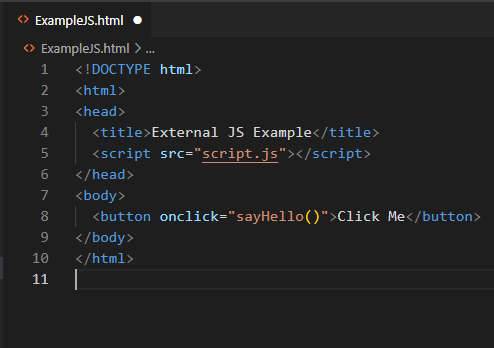 <> ExampleJS.html ●
<> ExampleJS.html > ...
1 <!DOCTYPE html>
2 <html>
3 <head>
4   <title>External JS Example</title>
5   <script src="script.js"></script>
6 </head>
7 <body>
8   <button onclick="sayHello()">Click Me</button>
9 </body>
10 </html>
11